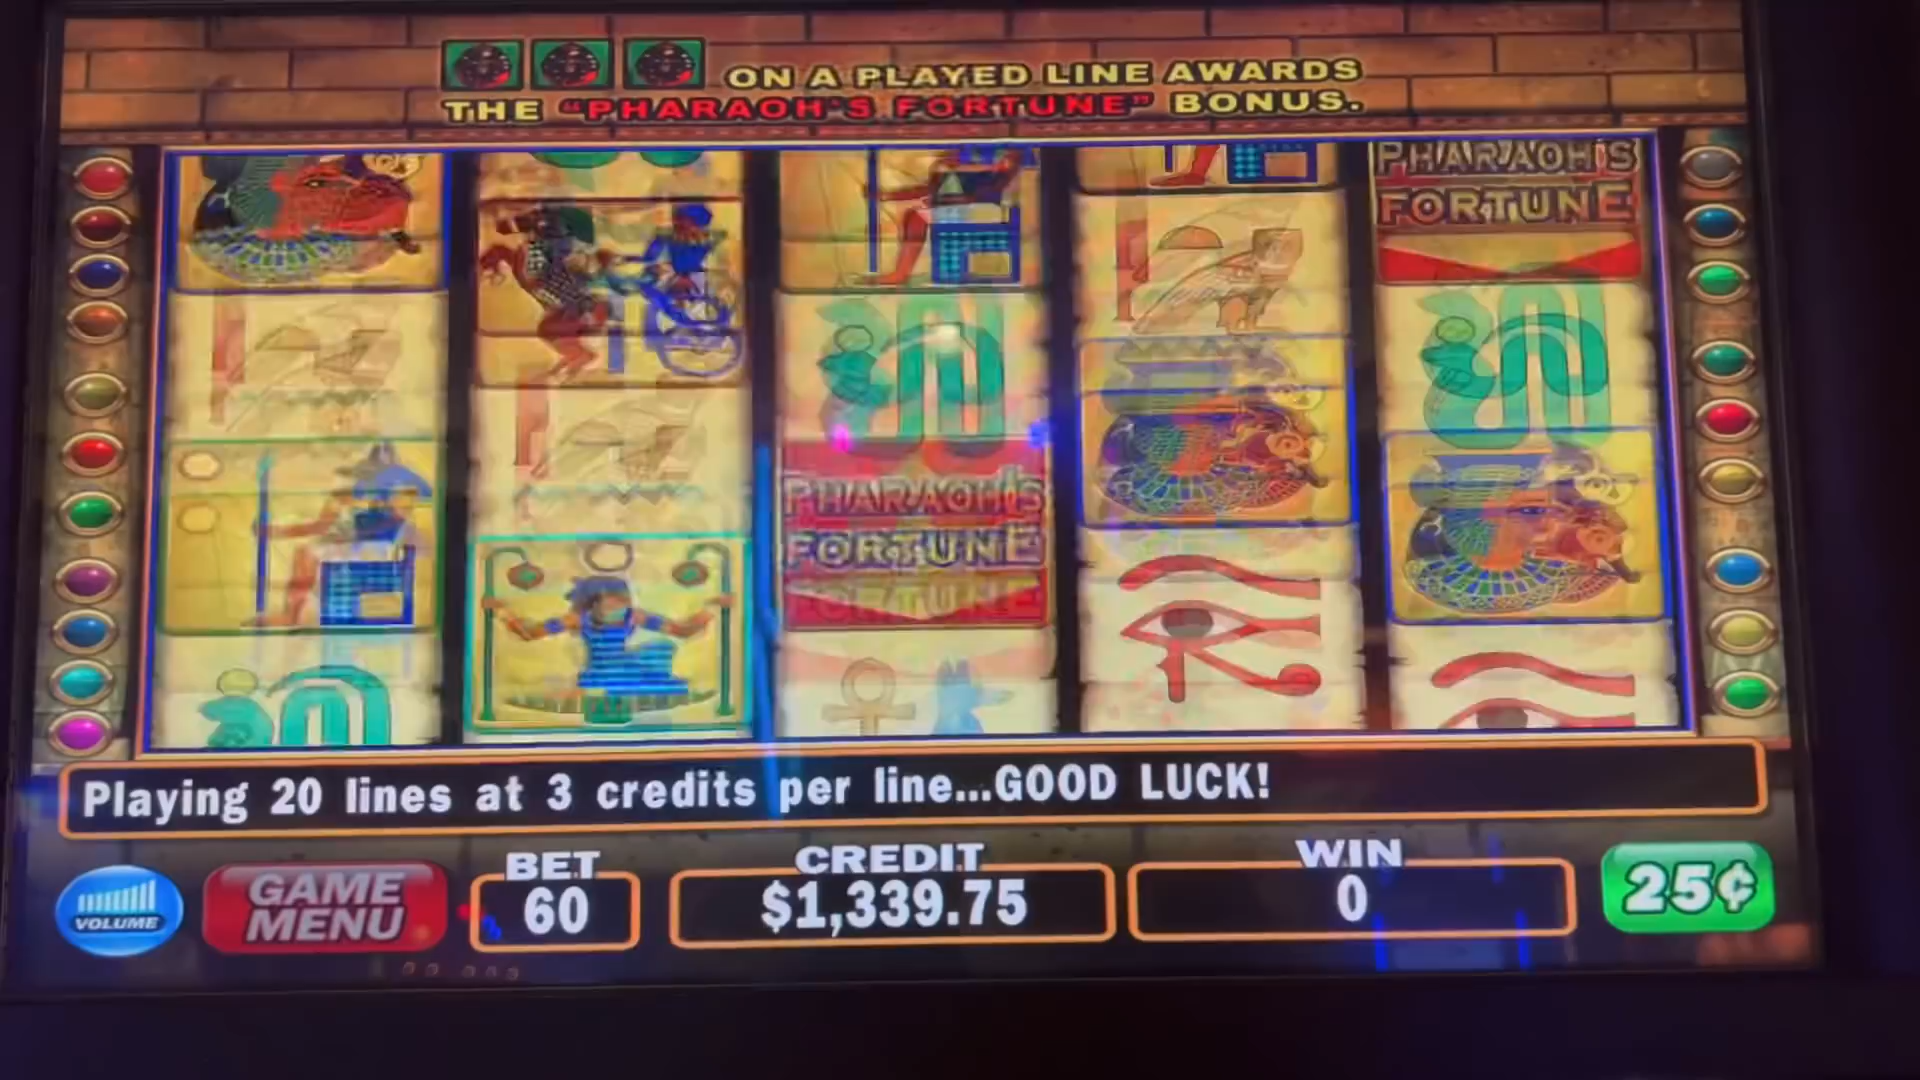 ON A PLAYED LINE AWARDS
THE "PHARAOH'S FORTUNE" BONUS.
PHARAOH'S
FORTUNE
PHARAOH'S
FORTUNE
FORTUNE
Playing 20 lines at 3 credits per line...GOOD LUCK!
VOLUME
GAME
MENU
BET
60
CREDIT
$1,339.75
WIN
0
25¢